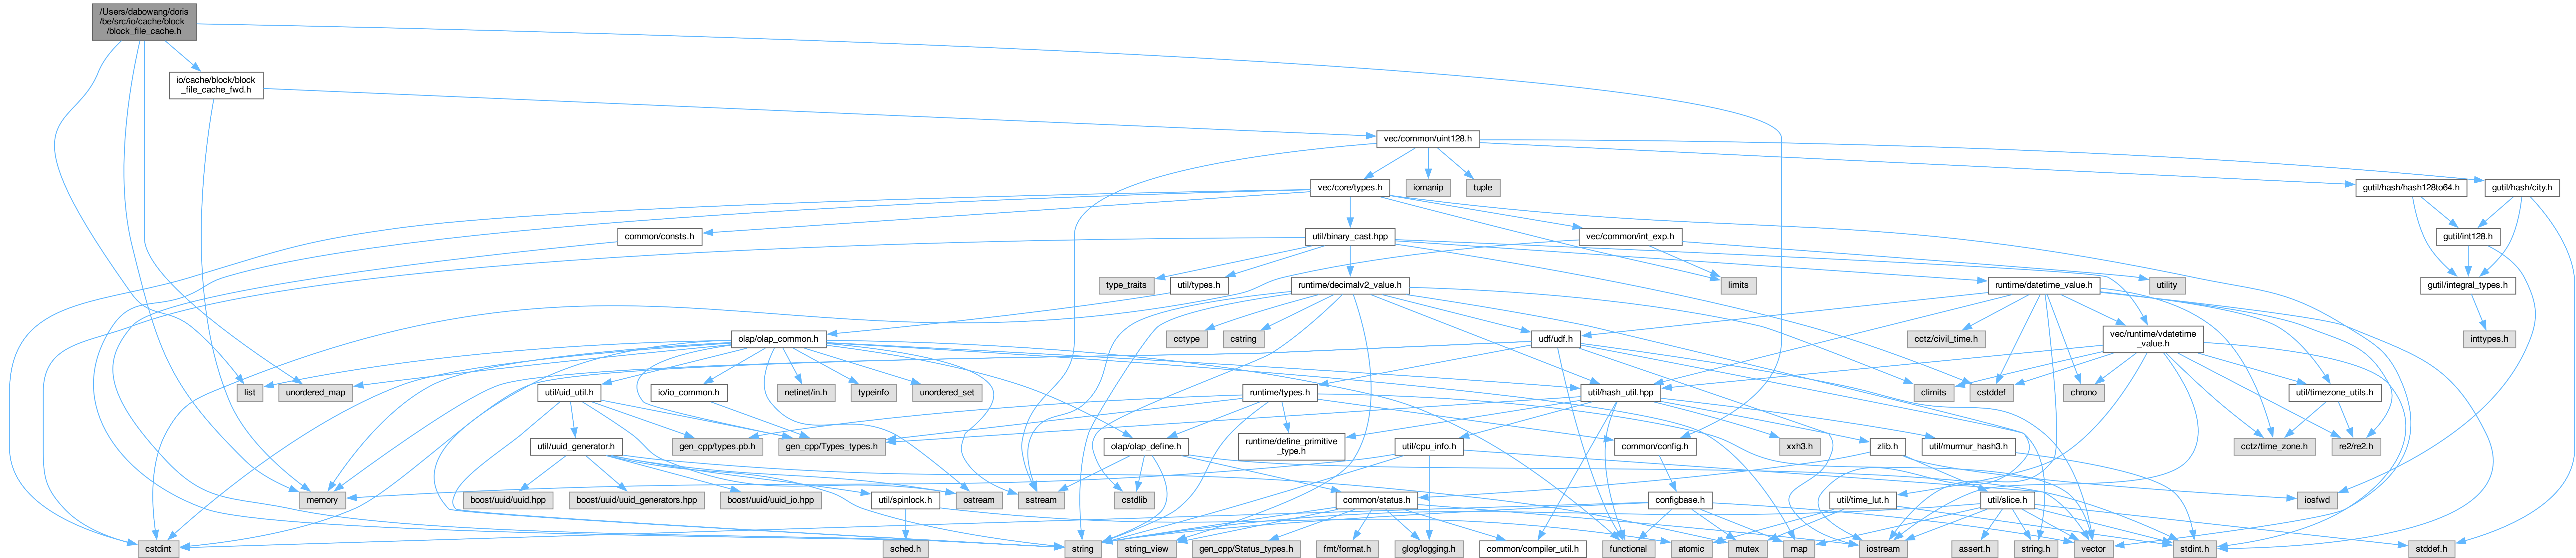 /Users/dabowang/doris
/be/src/io/cache/block
/block_file_cache.h
io/cache/block/block
_file_cache_fwd.h
vec/common/uint128.h
vec/core/types.h
iomanip
tuple
gutil/hash/hash128to64.h
gutil/hash/city.h
common/consts.h
util/binary_cast.hpp
vec/common/int_exp.h
gutil/int128.h
type_traits
util/types.h
runtime/decimalv2_value.h
limits
runtime/datetime_value.h
utility
gutil/integral_types.h
olap/olap_common.h
cctype
cstring
udf/udf.h
cctz/civil_time.h
vec/runtime/vdatetime
_value.h
inttypes.h
list
unordered_map
util/uid_util.h
io/io_common.h
netinet/in.h
typeinfo
unordered_set
runtime/types.h
util/hash_util.hpp
climits
cstddef
chrono
util/timezone_utils.h
util/uuid_generator.h
gen_cpp/types.pb.h
gen_cpp/Types_types.h
olap/olap_define.h
runtime/define_primitive
_type.h
util/cpu_info.h
common/config.h
xxh3.h
zlib.h
util/murmur_hash3.h
cctz/time_zone.h
re2/re2.h
memory
boost/uuid/uuid.hpp
boost/uuid/uuid_generators.hpp
boost/uuid/uuid_io.hpp
util/spinlock.h
ostream
sstream
cstdlib
common/status.h
configbase.h
util/time_lut.h
util/slice.h
iosfwd
cstdint
sched.h
string
string_view
gen_cpp/Status_types.h
fmt/format.h
glog/logging.h
common/compiler_util.h
functional
atomic
mutex
map
iostream
assert.h
string.h
vector
stdint.h
stddef.h